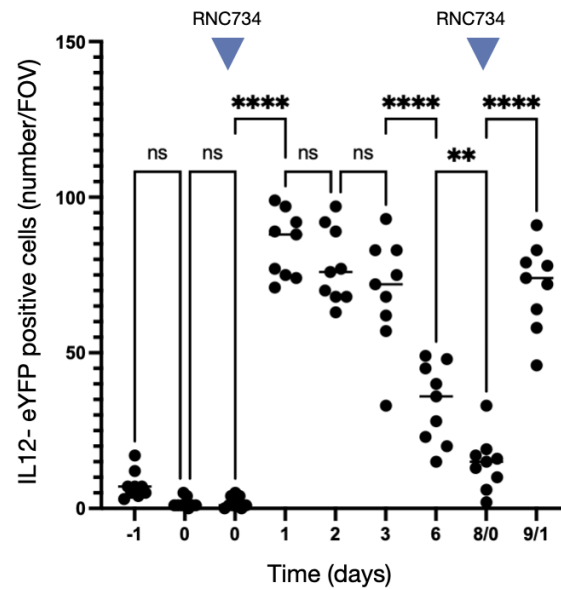 RNC734 RNC734
150
**** **** ****
ns ns ns ns **
100
50
0
IL12- eYFP positive cells (number/FOV)
-1 0 0 1 2 3 6 8/0 9/1
Time (days)